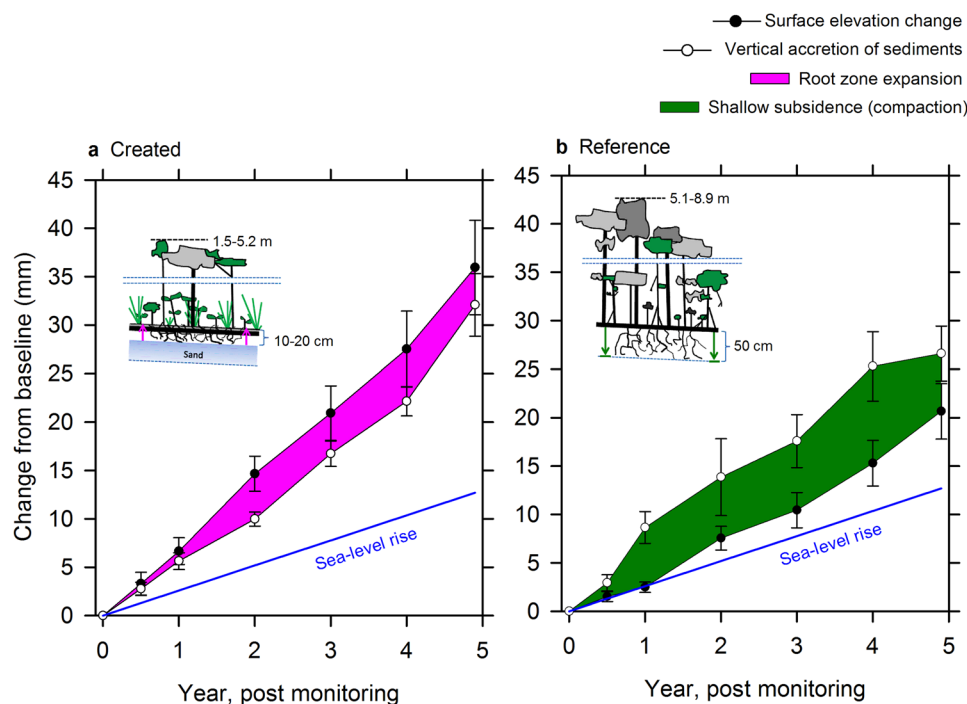 Surface elevation change
Vertical accretion of sediments
Root zone expansion
Shallow subsidence (compaction)
a Created
b Reference
Change from baseline (mm)
45
40
35
30
25
20
15
10
5
0
1.5-5.2 m
10-20 cm
Sand
Sea-level rise
0 1 2 3 4 5
Year, post monitoring
45
40
35
30
25
20
15
10
5
0
5.1-8.9 m
50 cm
Sea-level rise
0 1 2 3 4 5
Year, post monitoring